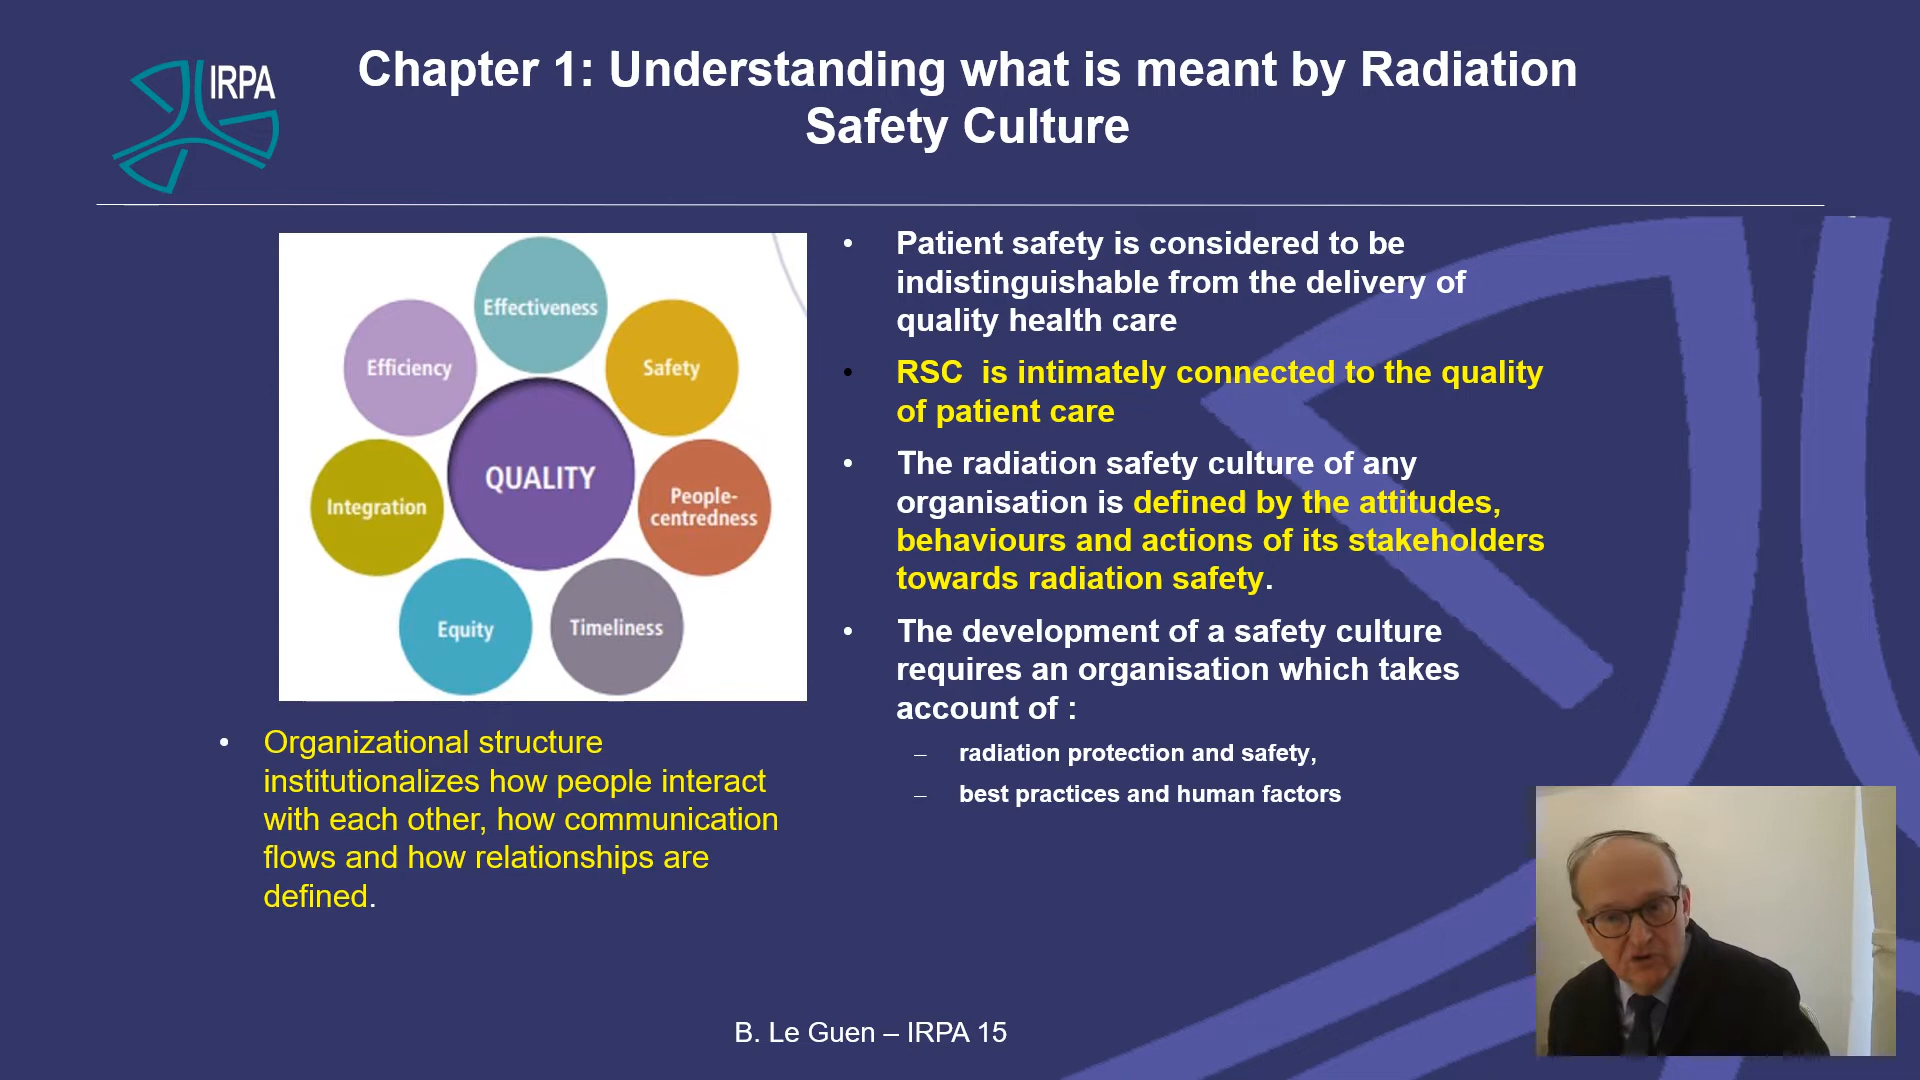 IRPA
Chapter 1: Understanding what is meant by Radiation
Safety Culture
Effectiveness
Efficiency
Safety
QUALITY
Integration
People-
centredness
Equity
Timeliness
• Organizational structure
institutionalizes how people interact
with each other, how communication
flows and how relationships are
defined.
• Patient safety is considered to be
indistinguishable from the delivery of
quality health care
• RSC is intimately connected to the quality
of patient care
• The radiation safety culture of any
organisation is defined by the attitudes,
behaviours and actions of its stakeholders
towards radiation safety.
• The development of a safety culture
requires an organisation which takes
account of :
– radiation protection and safety,
– best practices and human factors
B. Le Guen – IRPA 15